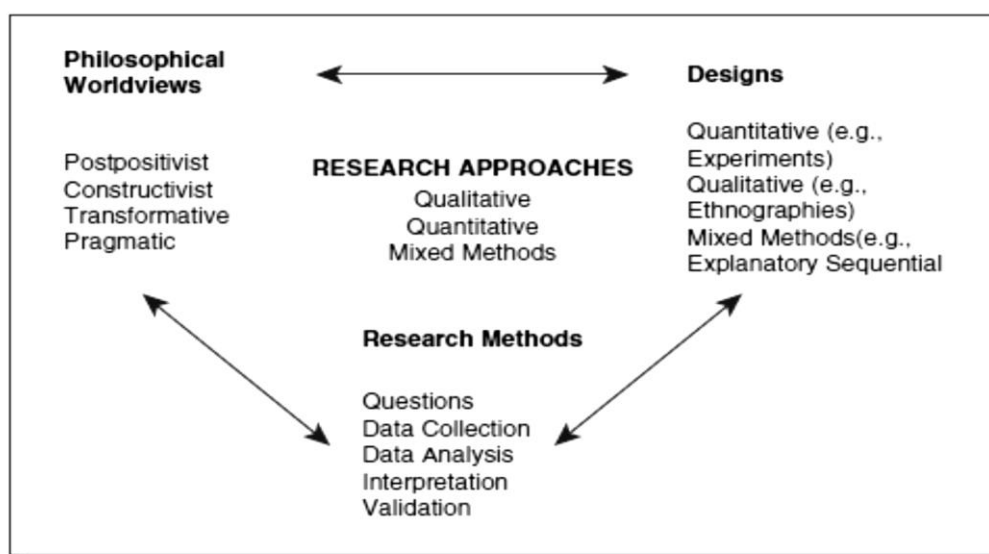 Philosophical
Worldviews
Postpositivist
Constructivist
Transformative
Pragmatic
RESEARCH APPROACHES
Qualitative
Quantitative
Mixed Methods
Designs
Quantitative (e.g.,
Experiments)
Qualitative (e.g.,
Ethnographies)
Mixed Methods(e.g.,
Explanatory Sequential
Research Methods
Questions
Data Collection
Data Analysis
Interpretation
Validation